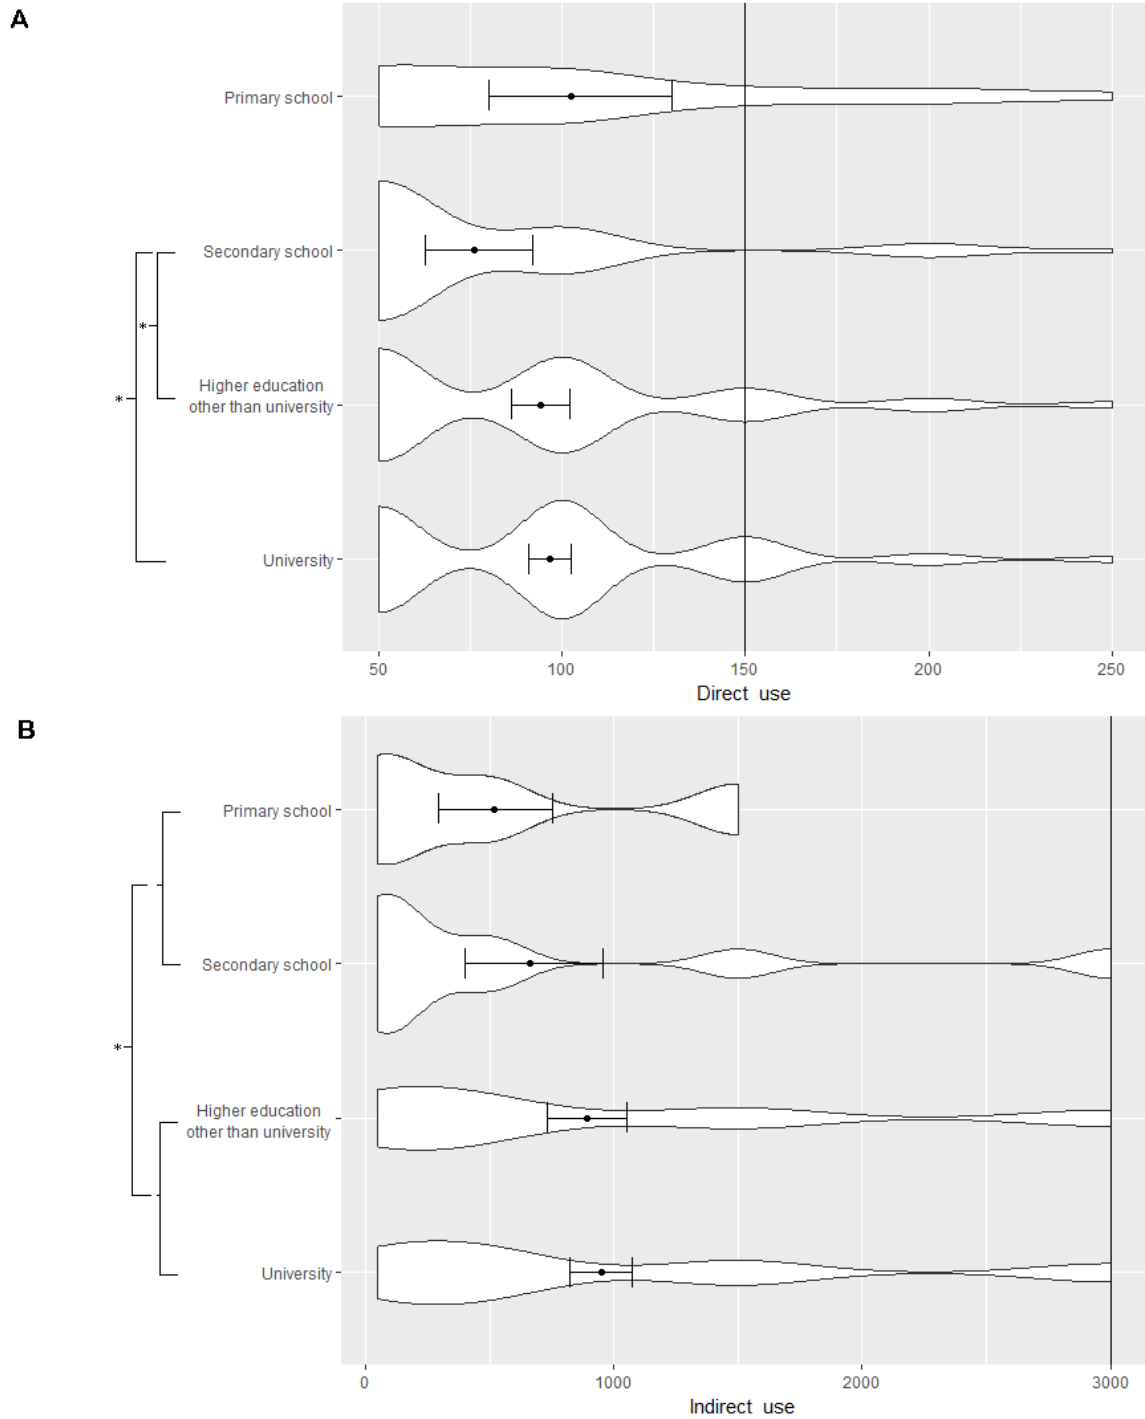 A
Primary school
Secondary school
*
Higher education
other than university
*
University
50 100 150 200 250
Direct use
B
Primary school
Secondary school
*
Higher education
other than university
University
0 1000 2000 3000
Indirect use